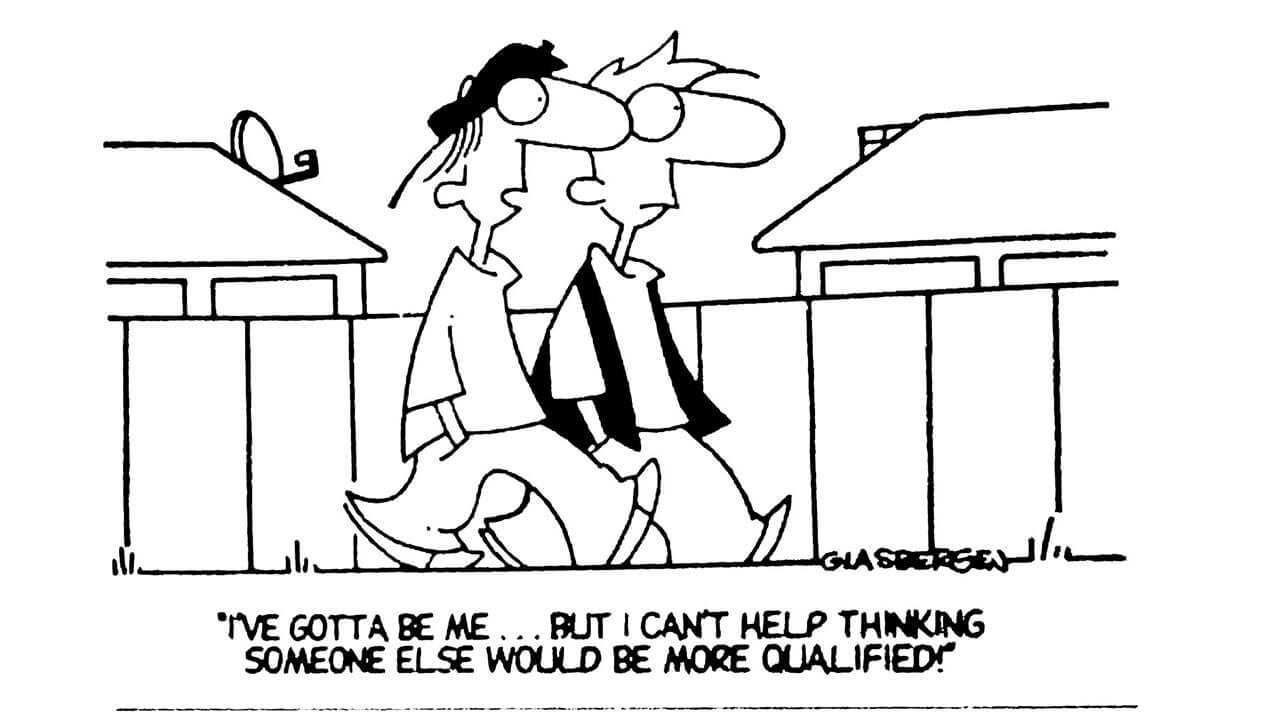 GLASBERGEN
"I'VE GOTTA BE ME ... BUT I CAN'T HELP THINKING
SOMEONE ELSE WOULD BE MORE QUALIFIED!"